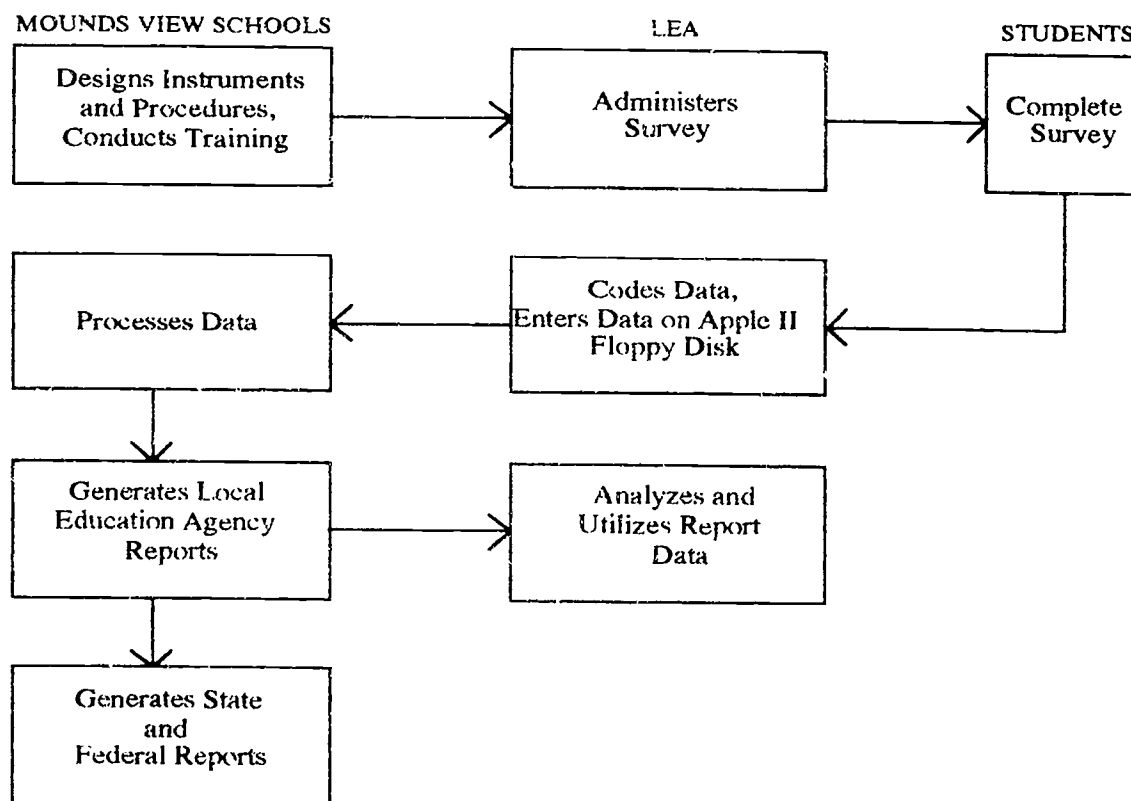 MOUNDS VIEW SCHOOLS
LEA
STUDENTS
Designs Instruments
and Procedures,
Conducts Training
Administers
Survey
Complete
Survey
Processes Data
Codes Data,
Enters Data on Apple II
Floppy Disk
Generates Local
Education Agency
Reports
Analyzes and
Utilizes Report
Data
Generates State
and
Federal Reports